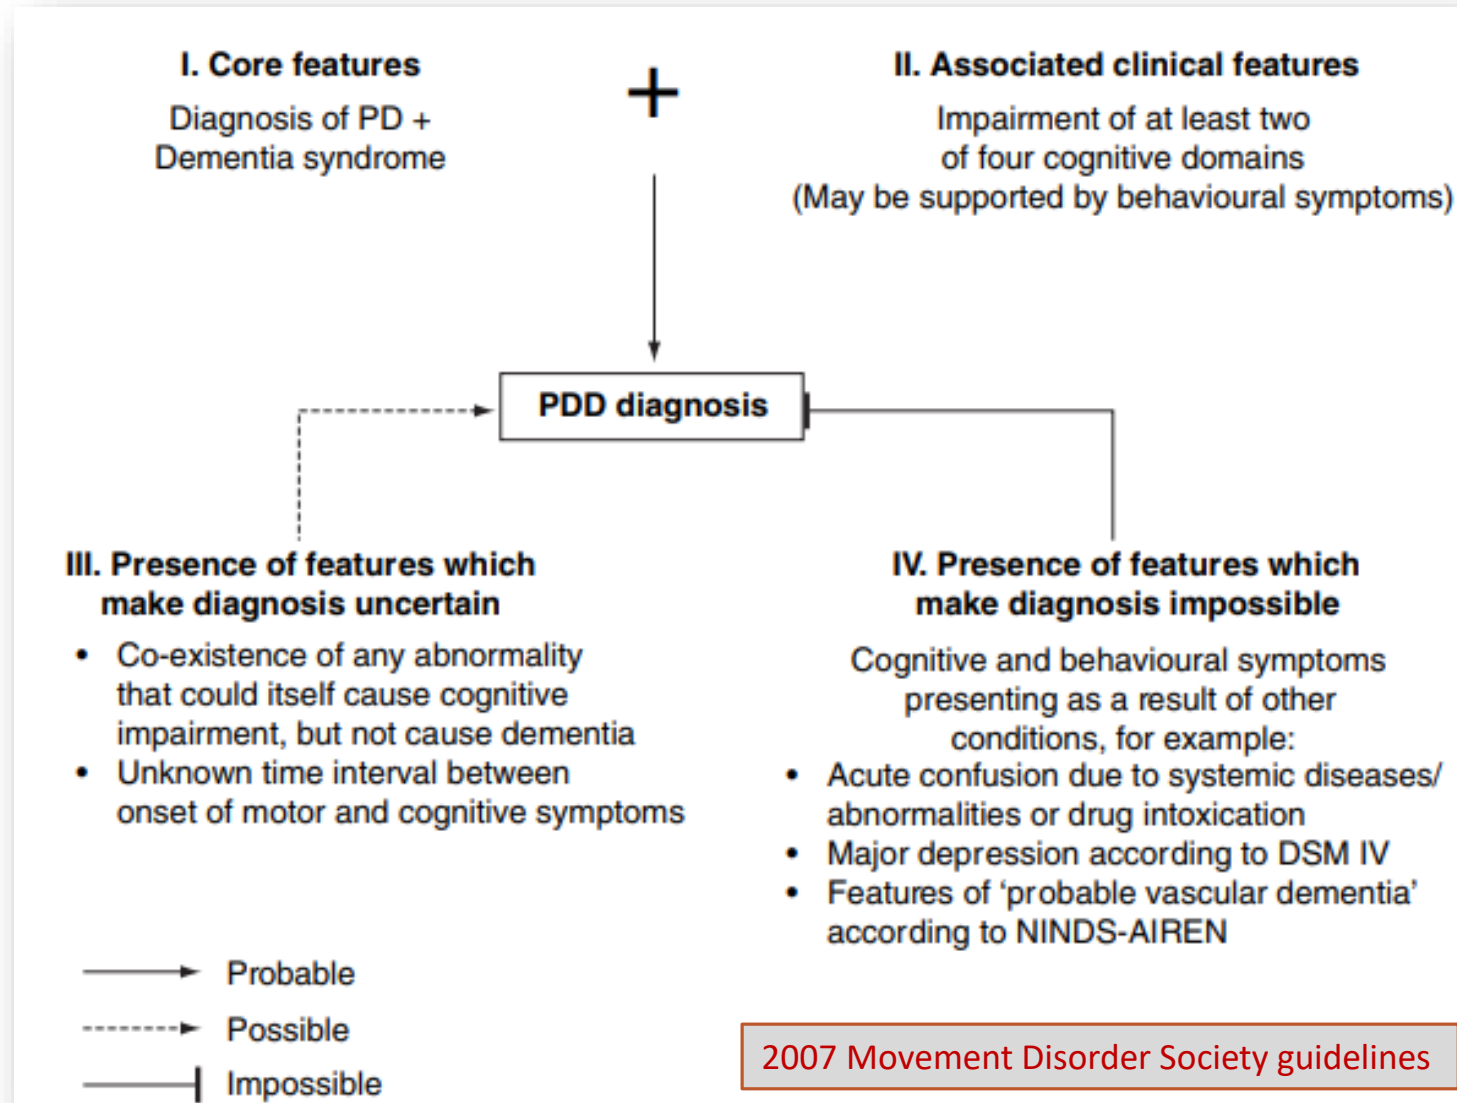 I. Core features
Diagnosis of PD +
Dementia syndrome
+
II. Associated clinical features
Impairment of at least two
of four cognitive domains
(May be supported by behavioural symptoms)
PDD diagnosis
III. Presence of features which
make diagnosis uncertain
• Co-existence of any abnormality
that could itself cause cognitive
impairment, but not cause dementia
• Unknown time interval between
onset of motor and cognitive symptoms
IV. Presence of features which
make diagnosis impossible
Cognitive and behavioural symptoms
presenting as a result of other
conditions, for example:
• Acute confusion due to systemic diseases/
abnormalities or drug intoxication
• Major depression according to DSM IV
• Features of ‘probable vascular dementia’
according to NINDS-AIREN
Probable
Possible
Impossible
2007 Movement Disorder Society guidelines